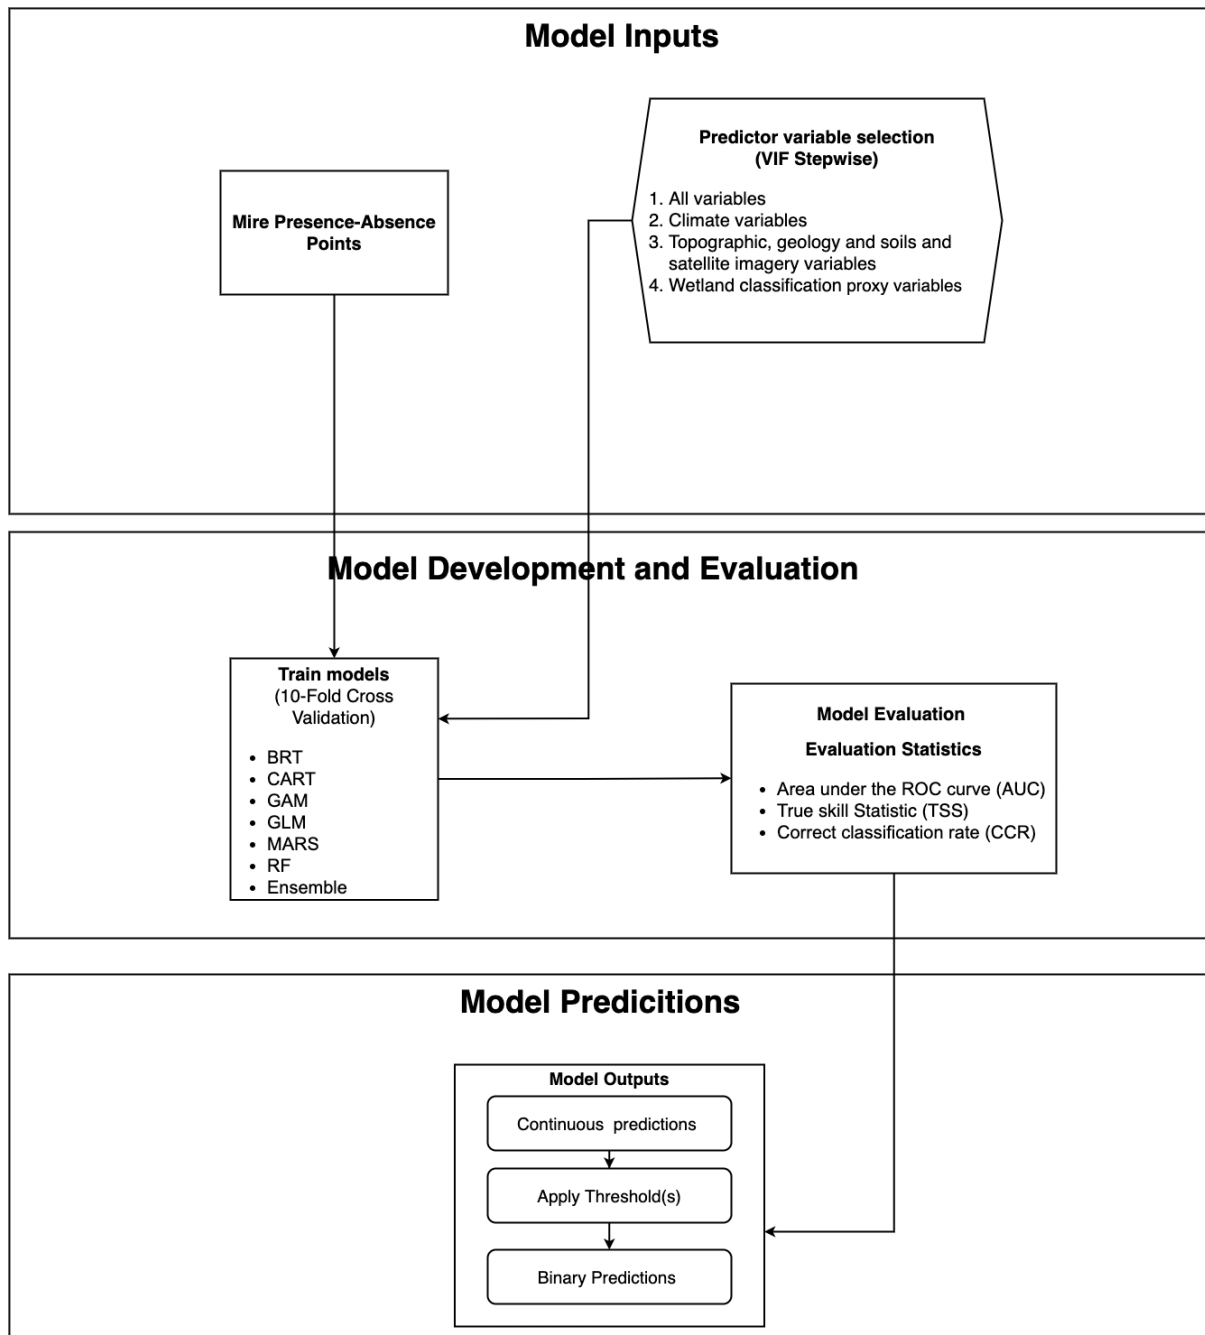 Model Inputs
Mire Presence-Absence
Points
Predictor variable selection
(VIF Stepwise)
1. All variables
2. Climate variables
3. Topographic, geology and soils and
satellite imagery variables
4. Wetland classification proxy variables
Model Development and Evaluation
Train models
(10-Fold Cross
Validation)
• BRT
• CART
• GAM
• GLM
• MARS
• RF
• Ensemble
Model Evaluation
Evaluation Statistics
• Area under the ROC curve (AUC)
• True skill Statistic (TSS)
• Correct classification rate (CCR)
Model Predicitions
Model Outputs
Continuous predictions
Apply Threshold(s)
Binary Predictions